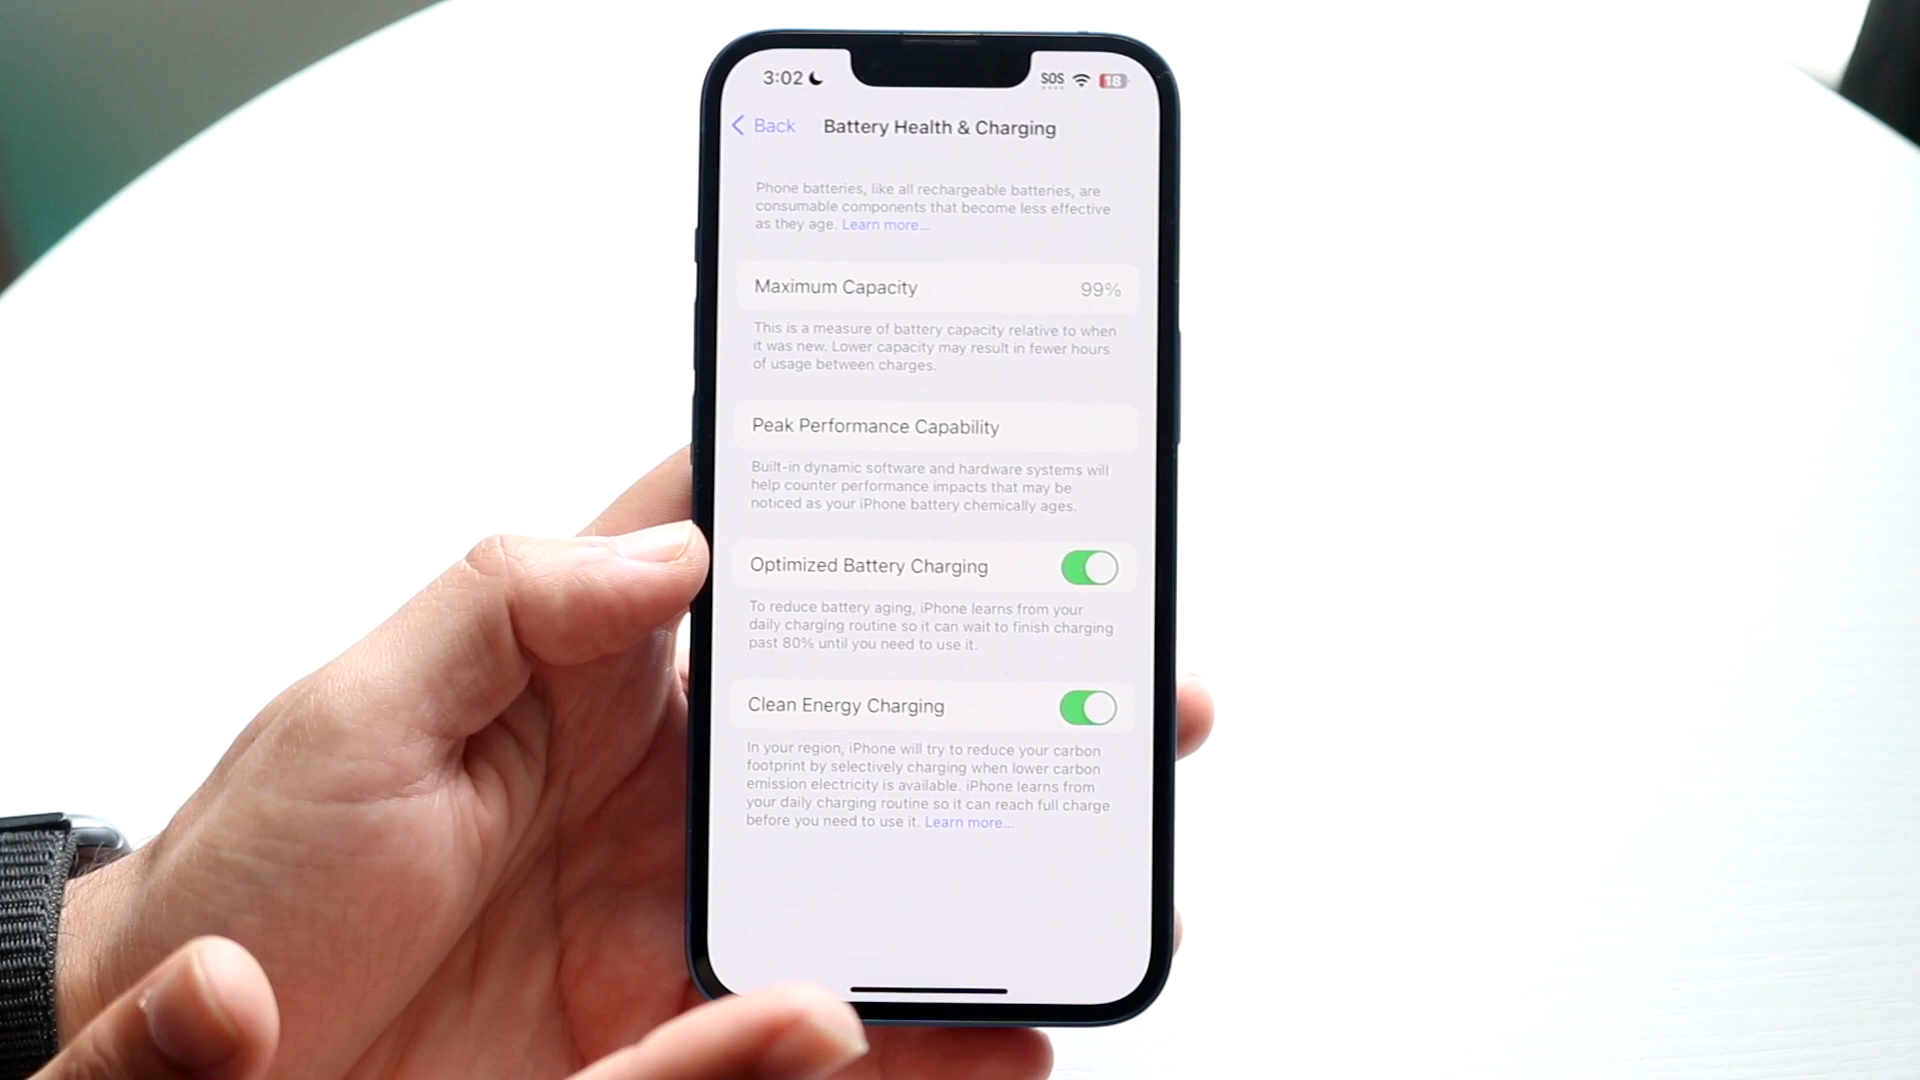 3:02
SOS
18
Back
Battery Health & Charging
Phone batteries, like all rechargeable batteries, are
consumable components that become less effective
as they age. Learn more...
Maximum Capacity 99%
This is a measure of battery capacity relative to when
it was new. Lower capacity may result in fewer hours
of usage between charges.
Peak Performance Capability
Built-in dynamic software and hardware systems will
help counter performance impacts that may be
noticed as your iPhone battery chemically ages.
Optimized Battery Charging
To reduce battery aging, iPhone learns from your
daily charging routine so it can wait to finish charging
past 80% until you need to use it.
Clean Energy Charging
In your region, iPhone will try to reduce your carbon
footprint by selectively charging when lower carbon
emission electricity is available. iPhone learns from
your daily charging routine so it can reach full charge
before you need to use it. Learn more...